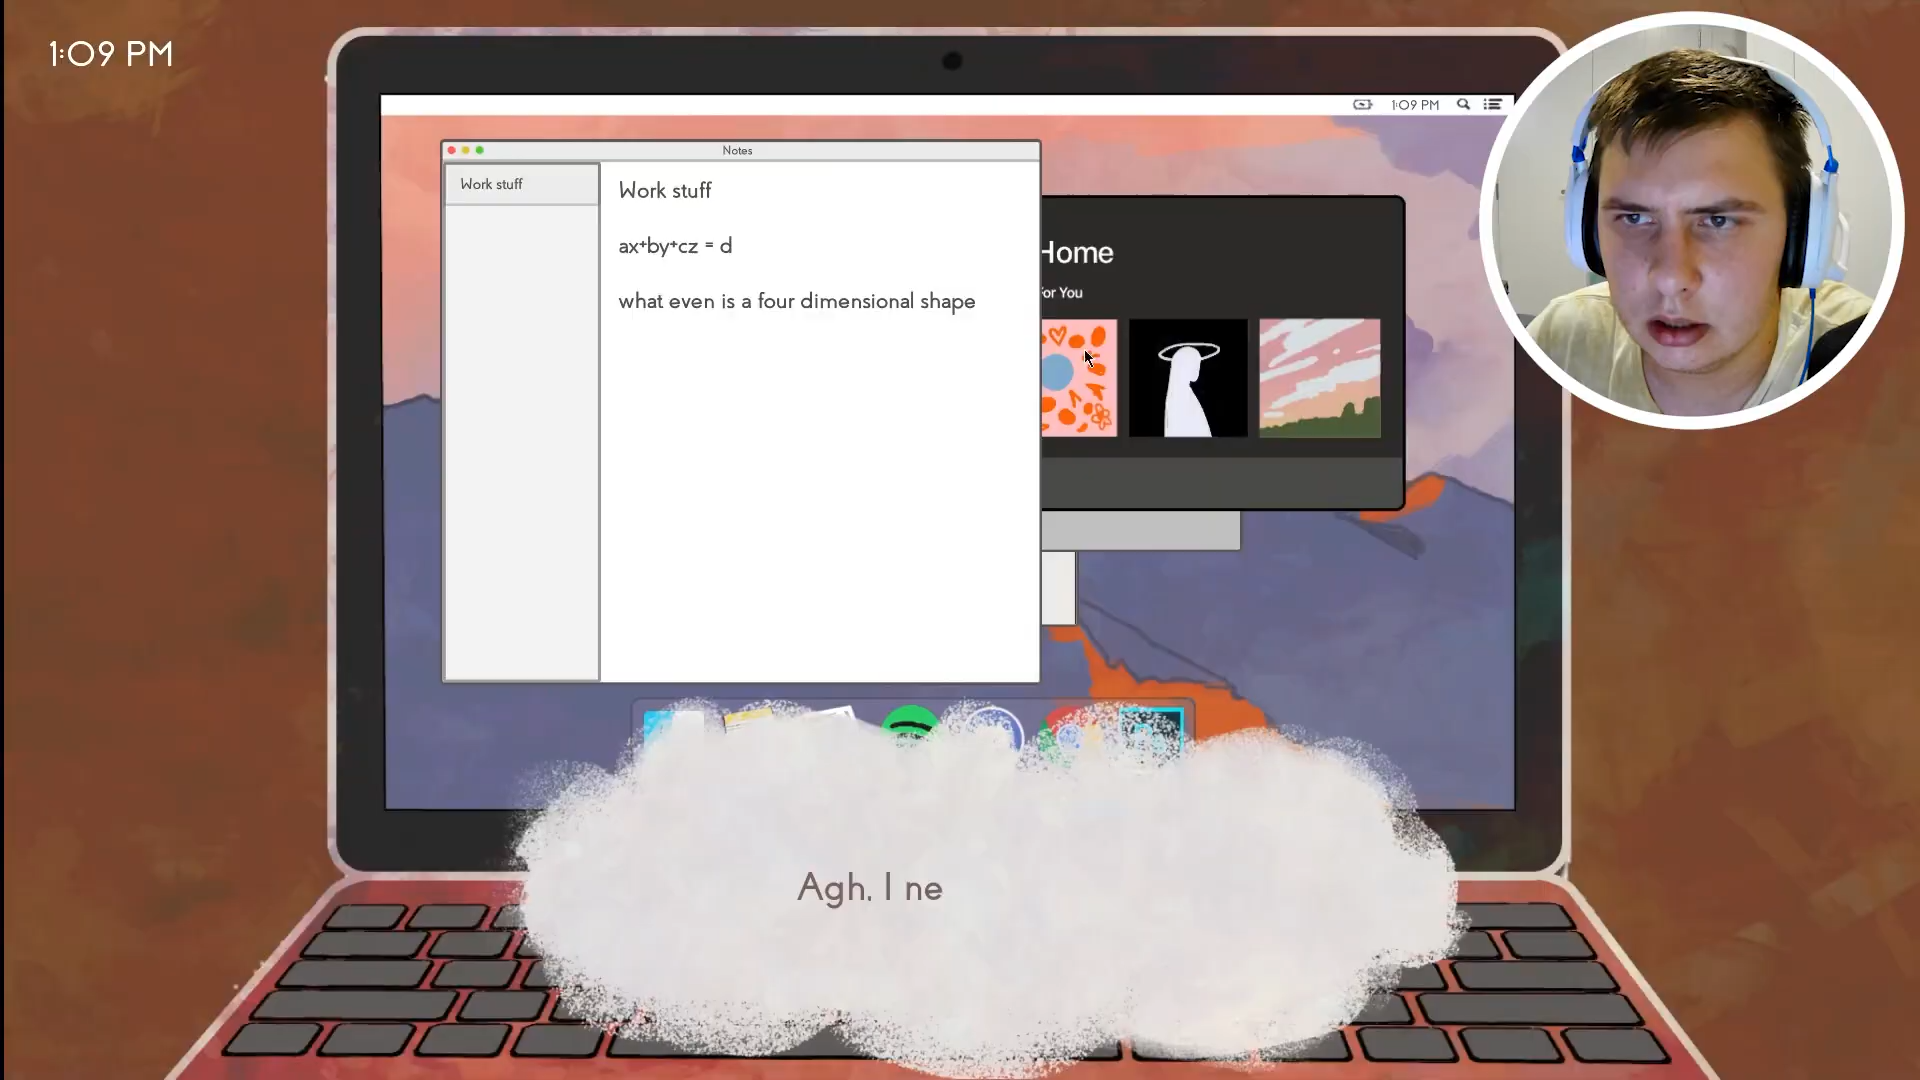 1:09 PM
1:09 PM
Notes
Work stuff
Work stuff
ax+by+cz = d
what even is a four dimensional shape
Home
For You
Agh. I ne